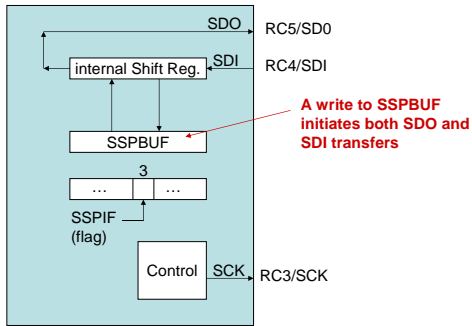 SDO RC5/SD0
SDI RC4/SDI
internal Shift Reg.
A write to SSPBUF
initiates both SDO and
SDI transfers
SSPBUF
3
... ...
SSPIF
(flag)
Control SCK RC3/SCK